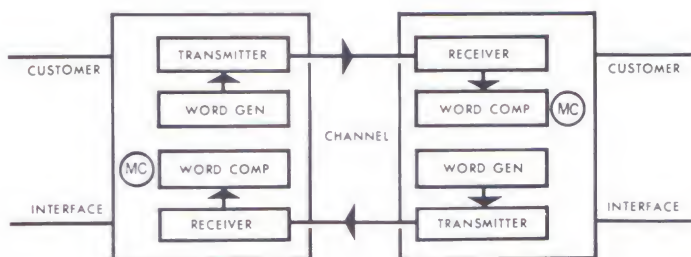 TRANSMITTER
RECEIVER
CUSTOMER
CUSTOMER
WORD GEN
WORD COMP
MC
CHANNEL
MC
WORD COMP
WORD GEN
INTERFACE
RECEIVER
TRANSMITTER
INTERFACE